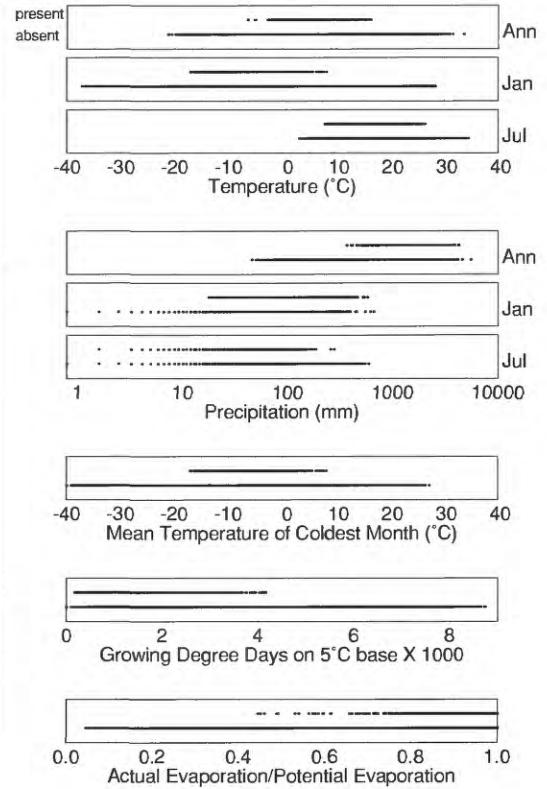 present
absent
Ann
Jan
Jul
-40 -30 -20 -10 0 10 20 30 40
Temperature (˚C)
Ann
Jan
Jul
1 10 100 1000 10000
Precipitation (mm)
-40 -30 -20 -10 0 10 20 30 40
Mean Temperature of Coldest Month (˚C)
0 2 4 6 8
Growing Degree Days on 5˚C base X 1000
0.0 0.2 0.4 0.6 0.8 1.0
Actual Evaporation/Potential Evaporation